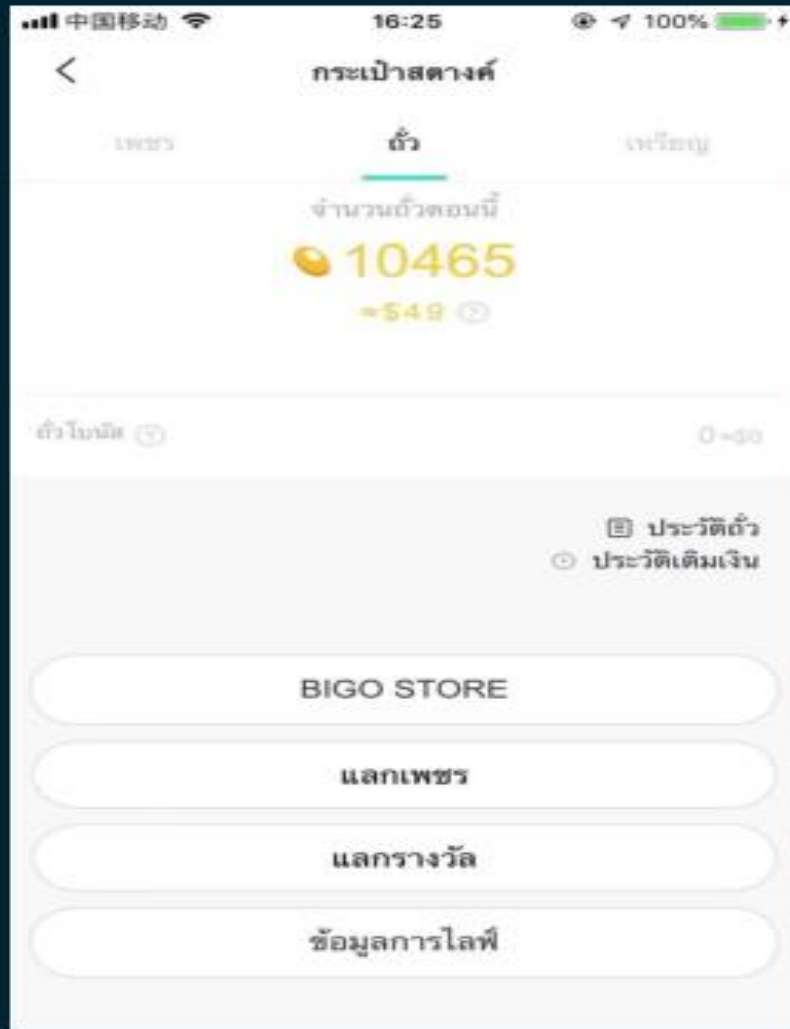 中国移动 16:25 100%
กระเป๋าสตางค์
เพชร ถั่ว เหรียญ
จำนวนถั่วตอนนี้
10465
≈$49
ถั่วโบนัส 0≈$0
ประวัติถั่ว
ประวัติเติมเงิน
BIGO STORE
แลกเพชร
แลกรางวัล
ข้อมูลการไลฟ์